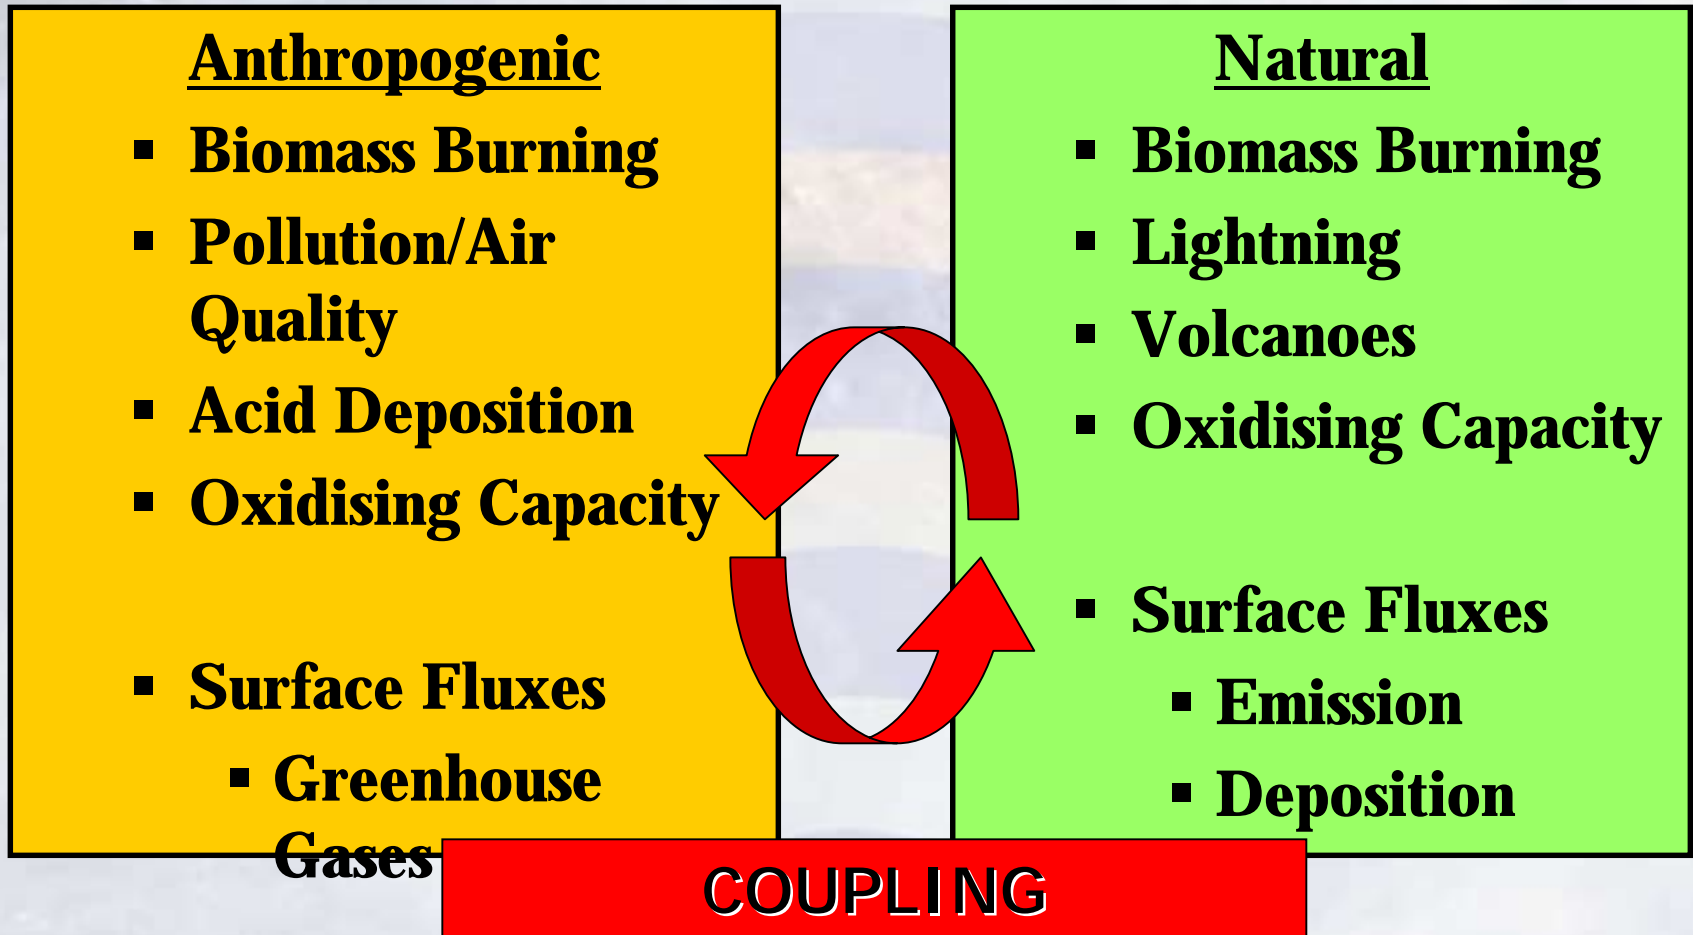 Anthropogenic
▪ Biomass Burning
▪ Pollution/Air
Quality
▪ Acid Deposition
▪ Oxidising Capacity
▪ Surface Fluxes
▪ Greenhouse
Gases
Natural
▪ Biomass Burning
▪ Lightning
▪ Volcanoes
▪ Oxidising Capacity
▪ Surface Fluxes
▪ Emission
▪ Deposition
COUPLING